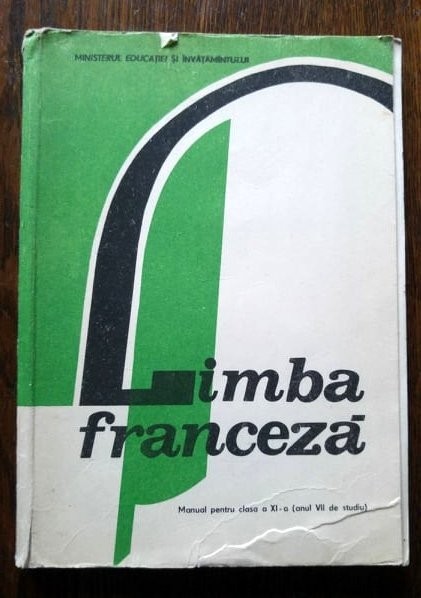 MINISTERUL EDUCAȚIEI ȘI ÎNVĂȚĂMÎNTULUI
Limba
franceză
Manual pentru clasa a XI-a (anul VII de studiu)